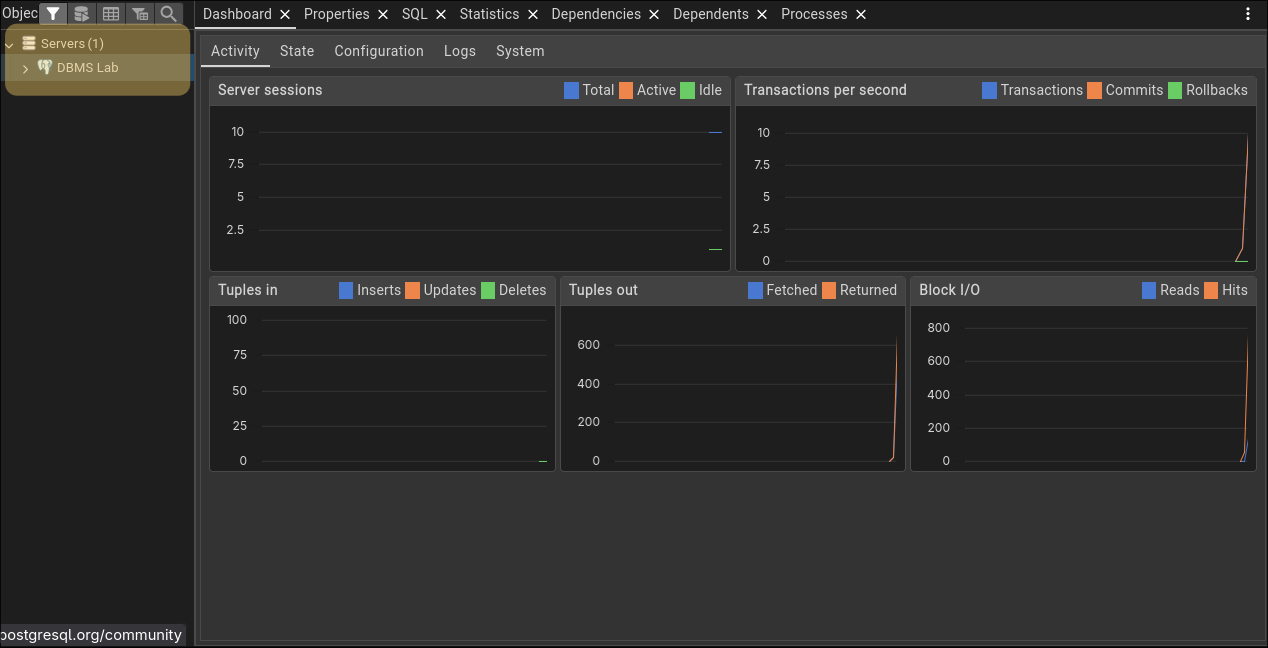 Objec
Dashboard Properties SQL Statistics Dependencies Dependents Processes
Servers (1)
DBMS Lab
Activity State Configuration Logs System
Server sessions Total Active Idle
10
7.5
5
2.5
Transactions per second Transactions Commits Rollbacks
10
7.5
5
2.5
0
Tuples in Inserts Updates Deletes
100
75
50
25
0
Tuples out Fetched Returned
600
400
200
0
Block I/O Reads Hits
800
600
400
200
0
postgresql.org/community